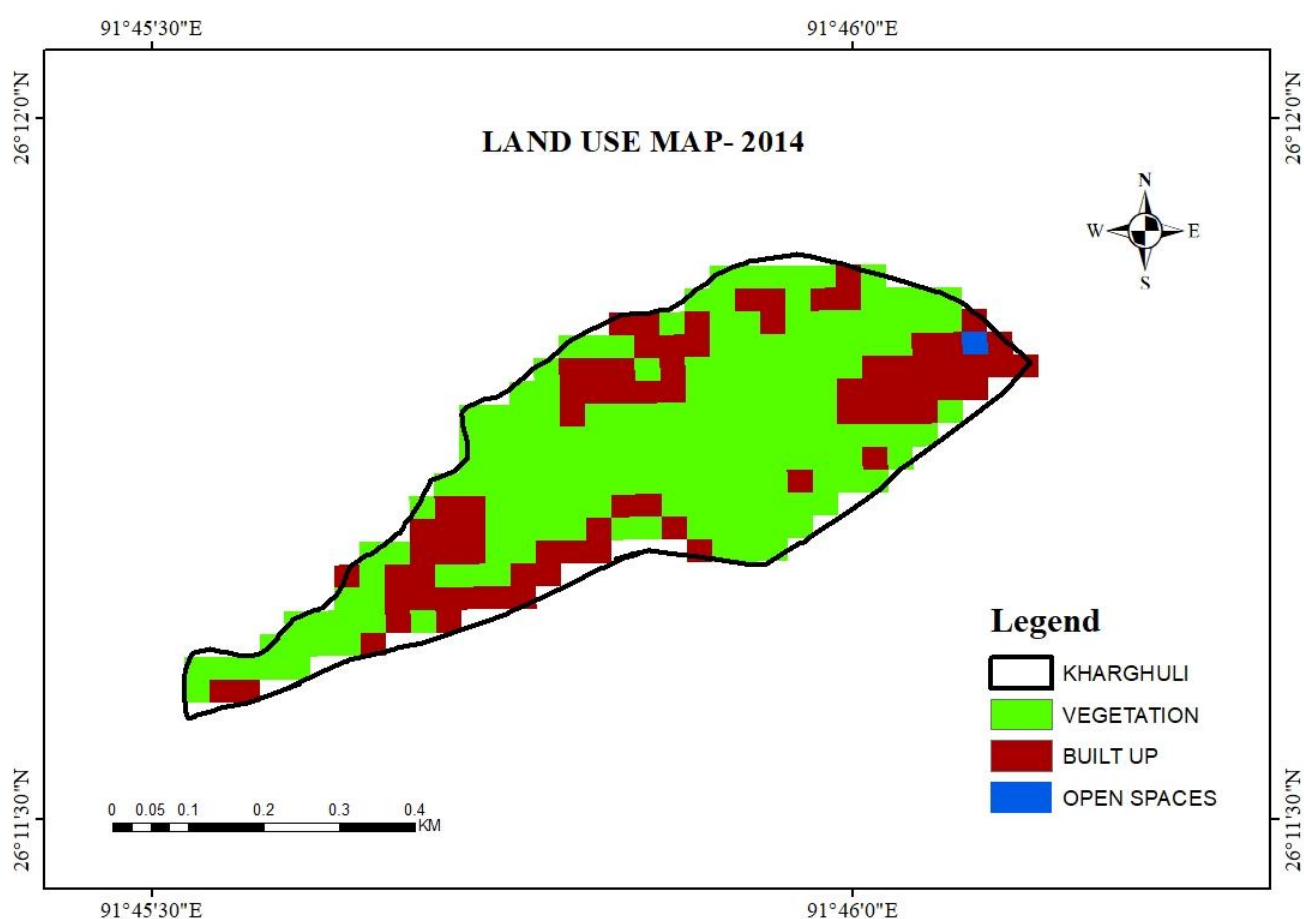 91°45'30"E 91°46'0"E
26°12'0"N 26°12'0"N
LAND USE MAP- 2014
N
W E
S
Legend
KHARGHULI
VEGETATION
BUILT UP
OPEN SPACES
0 0.05 0.1 0.2 0.3 0.4
KM
26°11'30"N 26°11'30"N
91°45'30"E 91°46'0"E